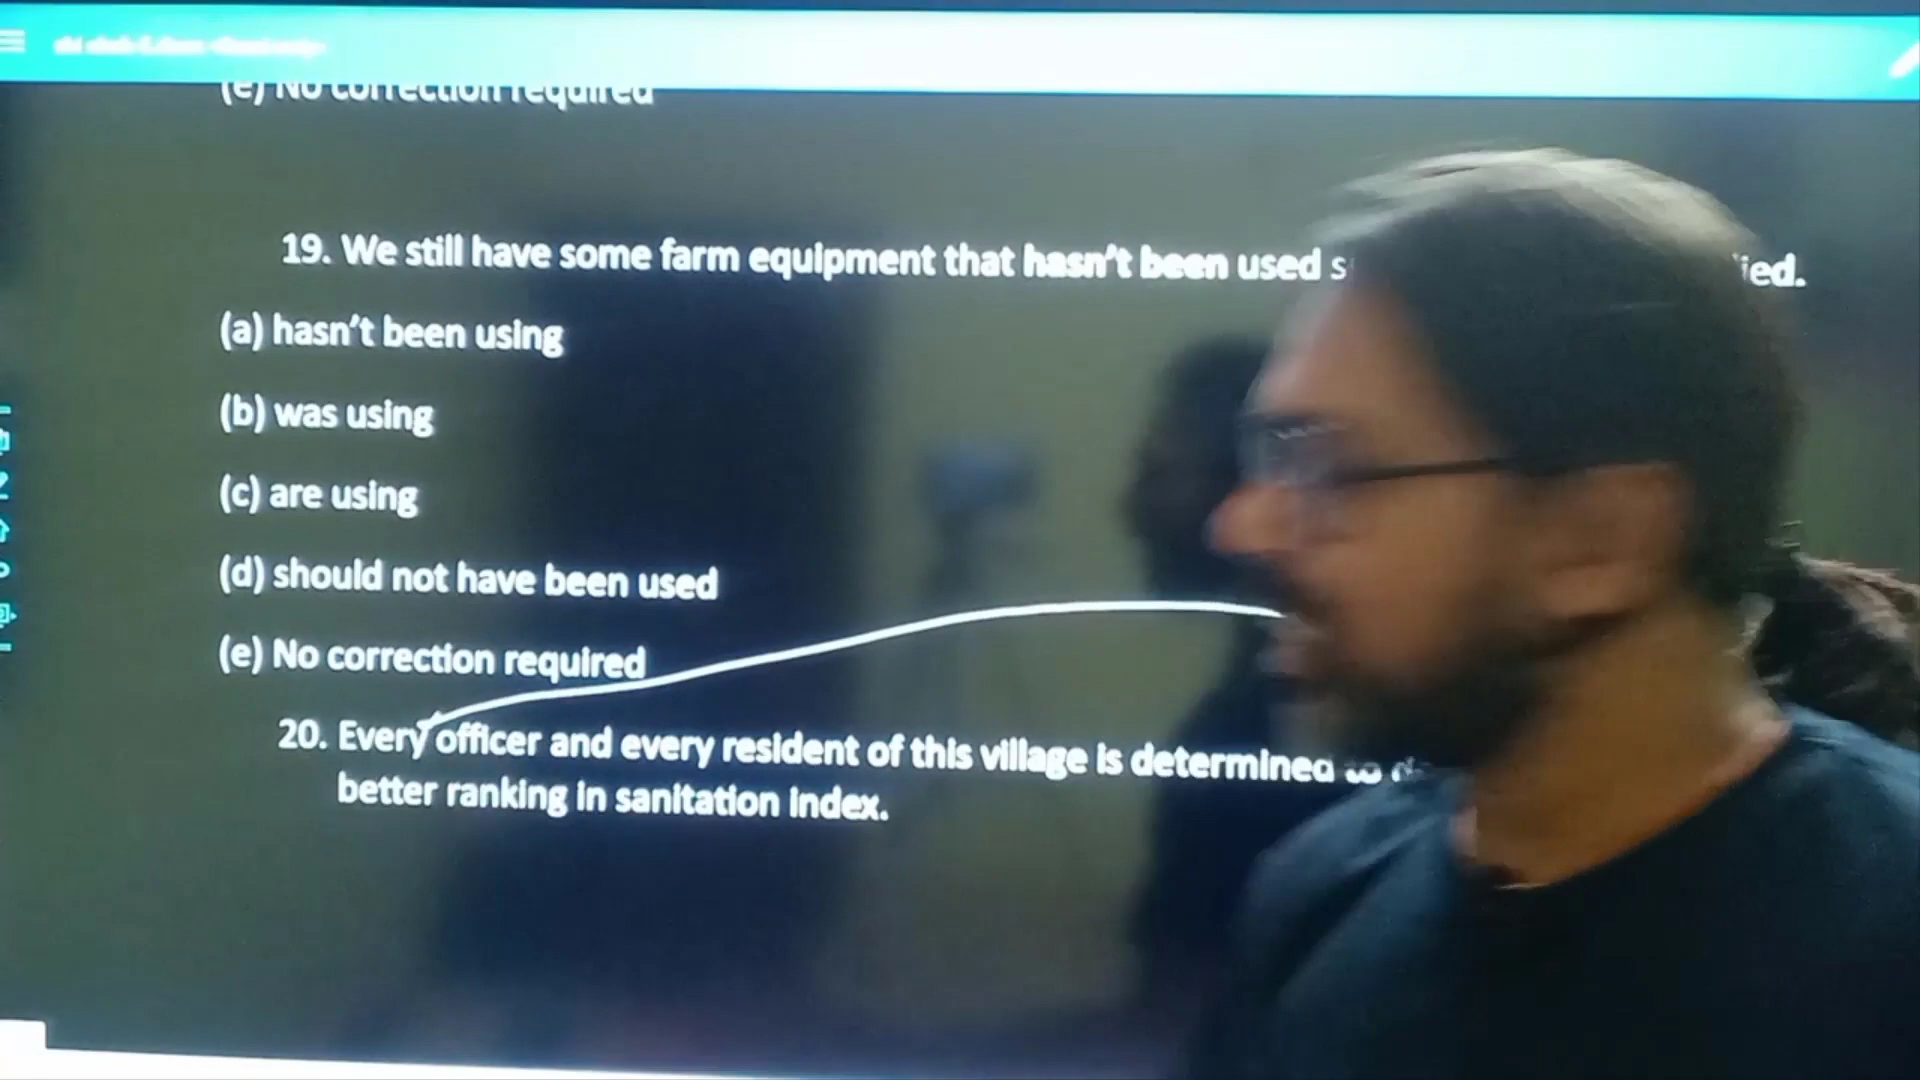 (e) No correction required
19. We still have some farm equipment that hasn't been used
(a) hasn't been using
(b) was using
(c) are using
(d) should not have been used
(e) No correction required
20. Every officer and every resident of this village is determined to
better ranking in sanitation index.